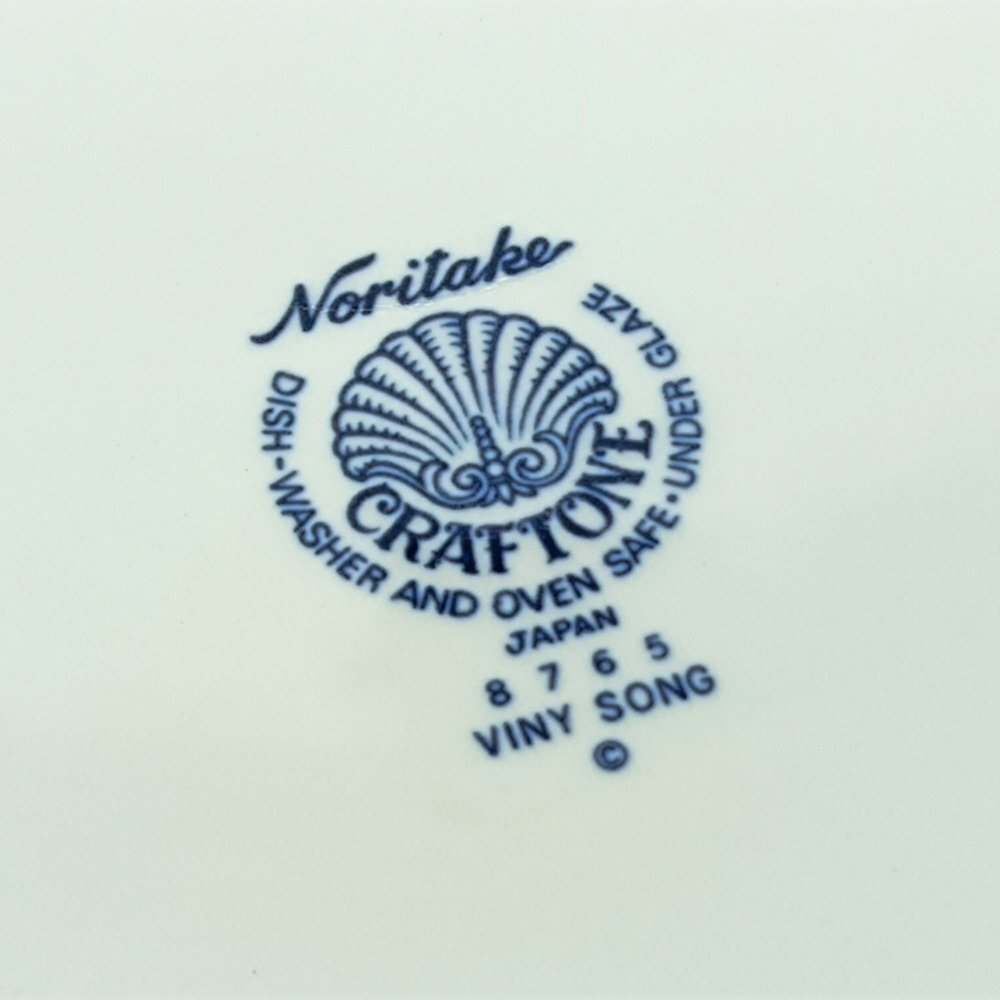 Noritake
CRAFTONE
DISH-WASHER AND OVEN SAFE·UNDER GLAZE
JAPAN
8 7 6 5
VINY SONG
©